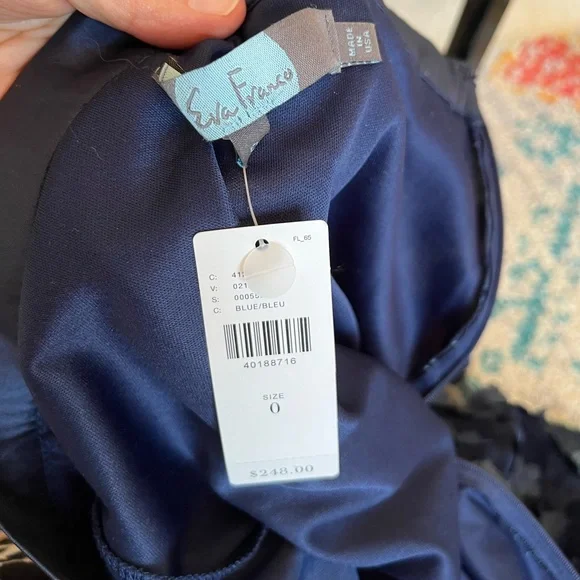 Eva Franco
MADE
IN
USA
FL_65
C:
V:
S:
C: BLUE/BLEU
40188716
SIZE
0
$248.00